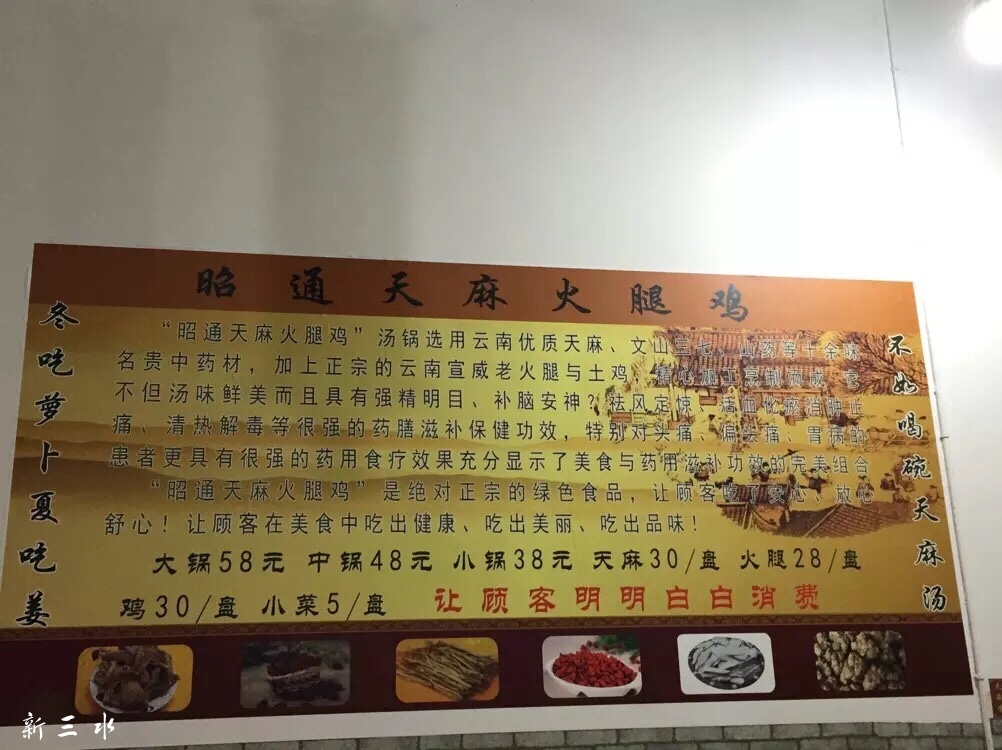 昭通天麻火腿鸡
冬吃萝卜夏吃姜
“昭通天麻火腿鸡”汤锅选用云南优质天麻、文山三七、山药等十余味
名贵中药材，加上正宗的云南宣威老火腿与土鸡，精心加工烹制而成，它
不但汤味鲜美而且具有强精明目、补脑安神？祛风定惊、活血化瘀消肿止
痛、清热解毒等很强的药膳滋补保健功效，特别对头痛、偏头痛、胃病的
患者更具有很强的药用食疗效果充分显示了美食与药用滋补功效的完美组合
“昭通天麻火腿鸡”是绝对正宗的绿色食品，让顾客吃了安心、放心
舒心！让顾客在美食中吃出健康、吃出美丽、吃出品味！
大锅58元 中锅48元 小锅38元 天麻30/盘 火腿28/盘
鸡30/盘 小菜5/盘 让顾客明明白白消费
不如喝碗天麻汤
新三水